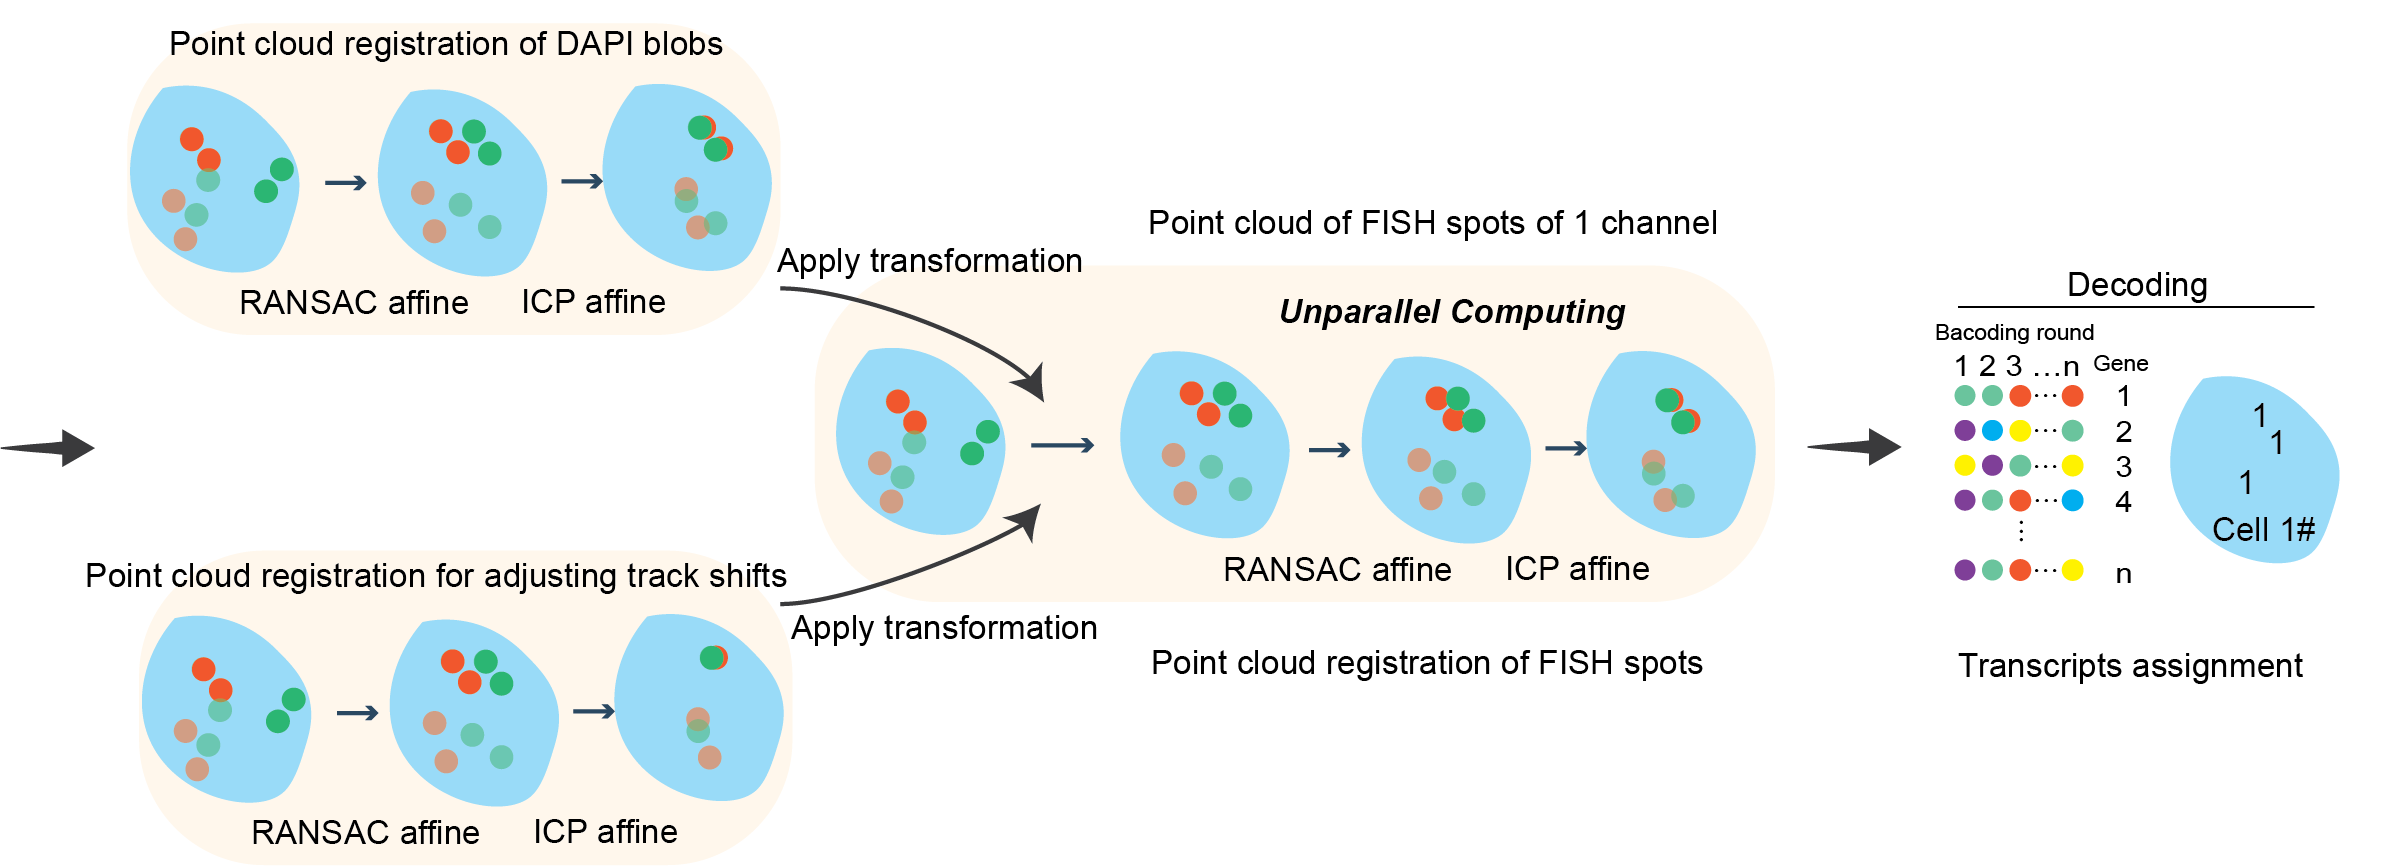 Point cloud registration of DAPI blobs
RANSAC affine
ICP affine
Apply transformation
Point cloud registration for adjusting track shifts
RANSAC affine
ICP affine
Apply transformation
Point cloud of FISH spots of 1 channel
Unparallel Computing
RANSAC affine
ICP affine
Point cloud registration of FISH spots
Decoding
Bacoding round
1 2 3 ...n Gene
1
2
3
4
n
1
1
1
Cell 1#
Transcripts assignment